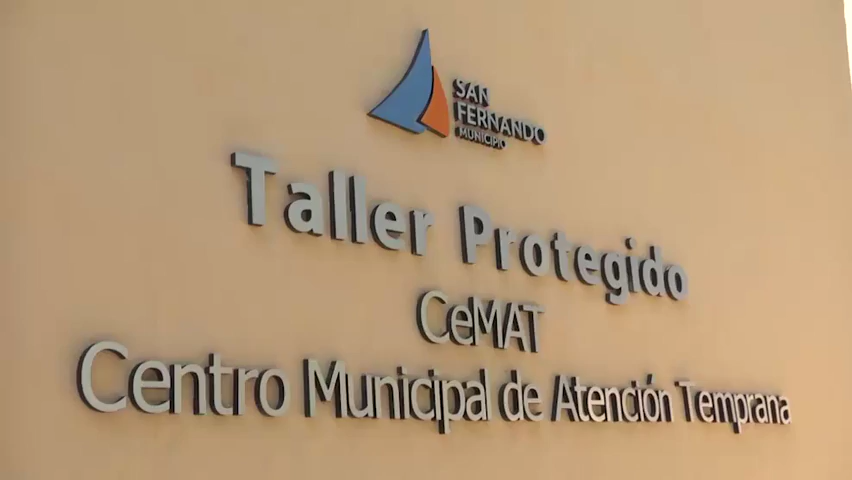 SAN
FERNANDO
MUNICIPIO
Taller Protegido
CeMAT
Centro Municipal de Atención Temprana